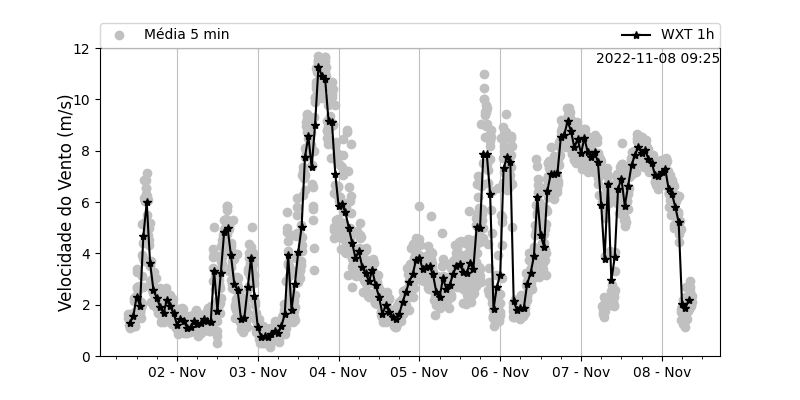 Média 5 min
WXT 1h
2022-11-08 09:25
Velocidade do Vento (m/s)
12
10
8
6
4
2
0
02 - Nov
03 - Nov
04 - Nov
05 - Nov
06 - Nov
07 - Nov
08 - Nov